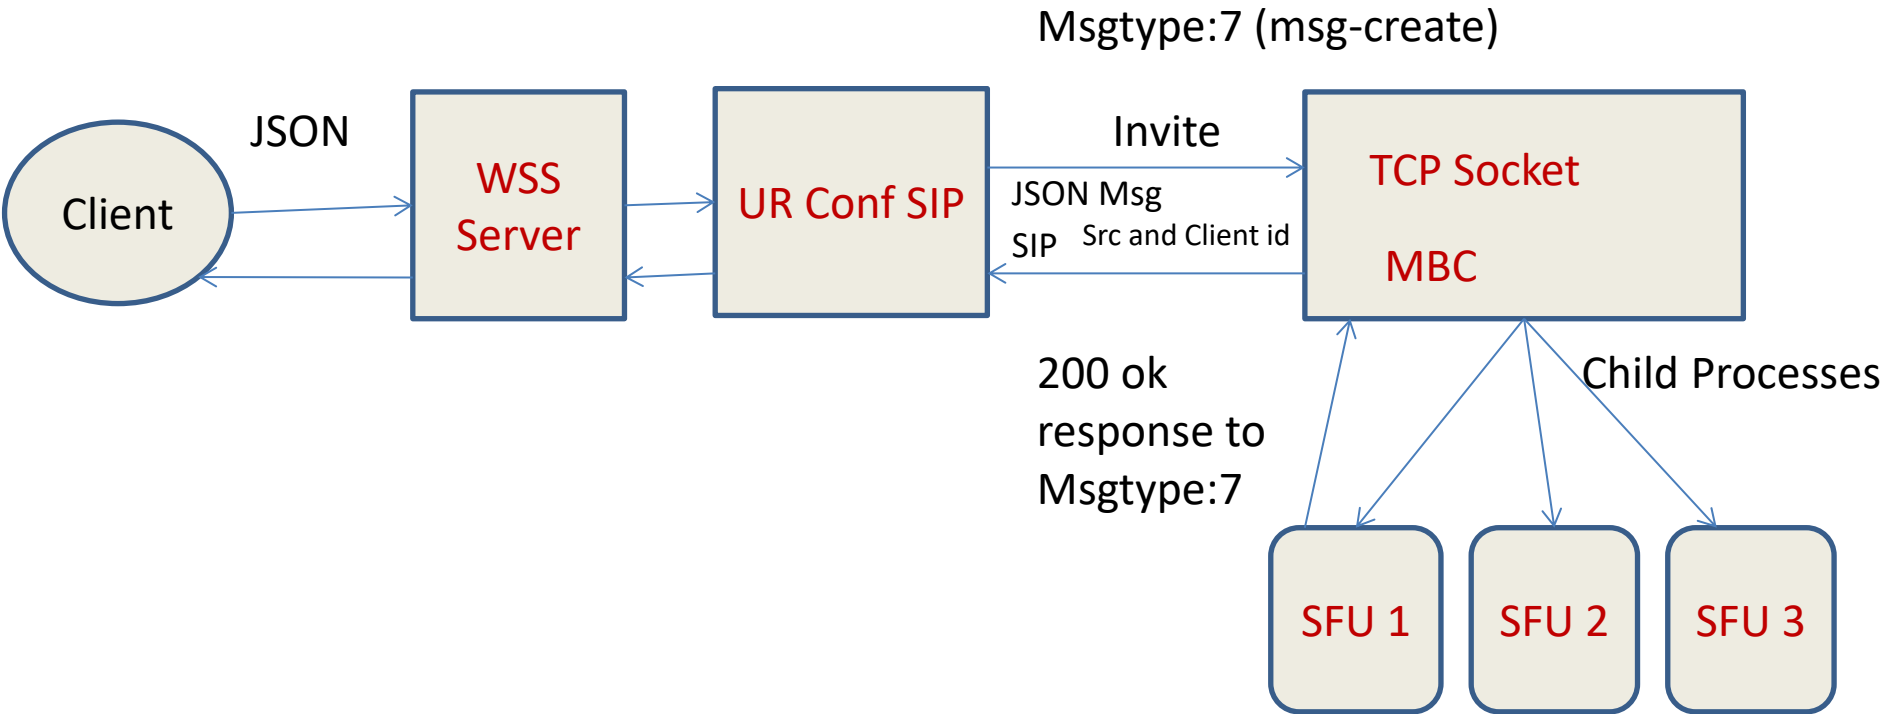 Msgtype:7 (msg-create)
JSON
Invite
Client
WSS
Server
UR Conf SIP
JSON Msg
SIP
Src and Client id
TCP Socket
MBC
200 ok
response to
Msgtype:7
Child Processes
SFU 1
SFU 2
SFU 3